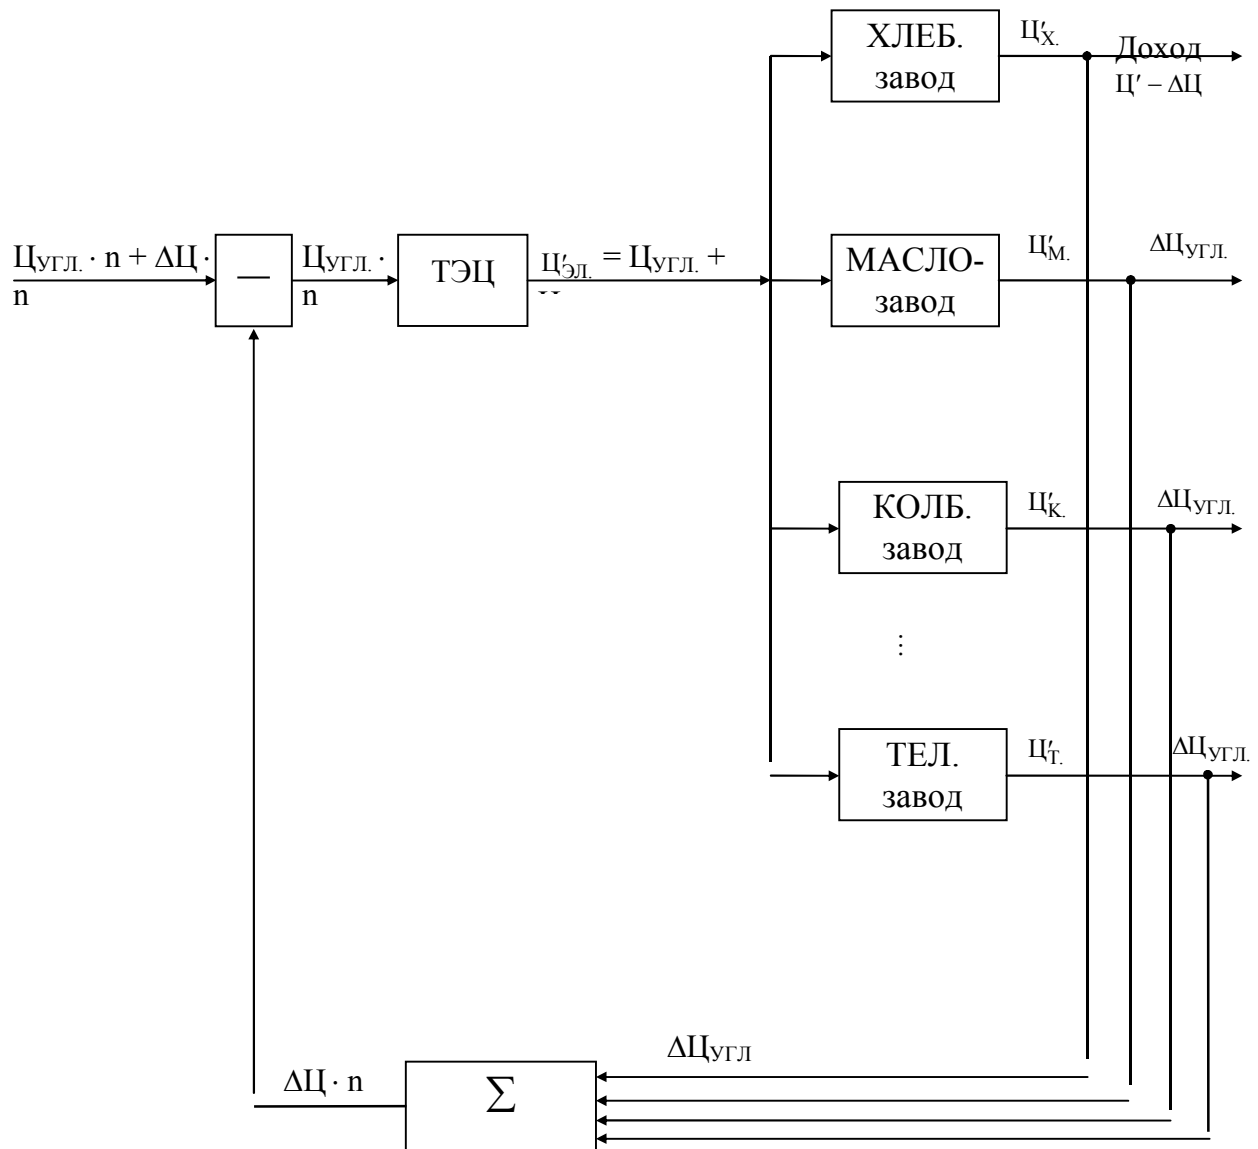 ХЛЕБ.
завод
Ц′Х.
Доход
Ц′ – ΔЦ
ЦУГЛ. · n + ΔЦ ·
n
—
ЦУГЛ. ·
n
ТЭЦ
Ц′ЭЛ. = ЦУГЛ. +
МАСЛО-
завод
Ц′М.
ΔЦУГЛ.
КОЛБ.
завод
Ц′К.
ΔЦУГЛ.
⋮
ТЕЛ.
завод
Ц′Т.
ΔЦУГЛ.
ΔЦУГЛ
ΔЦ · n
Σ